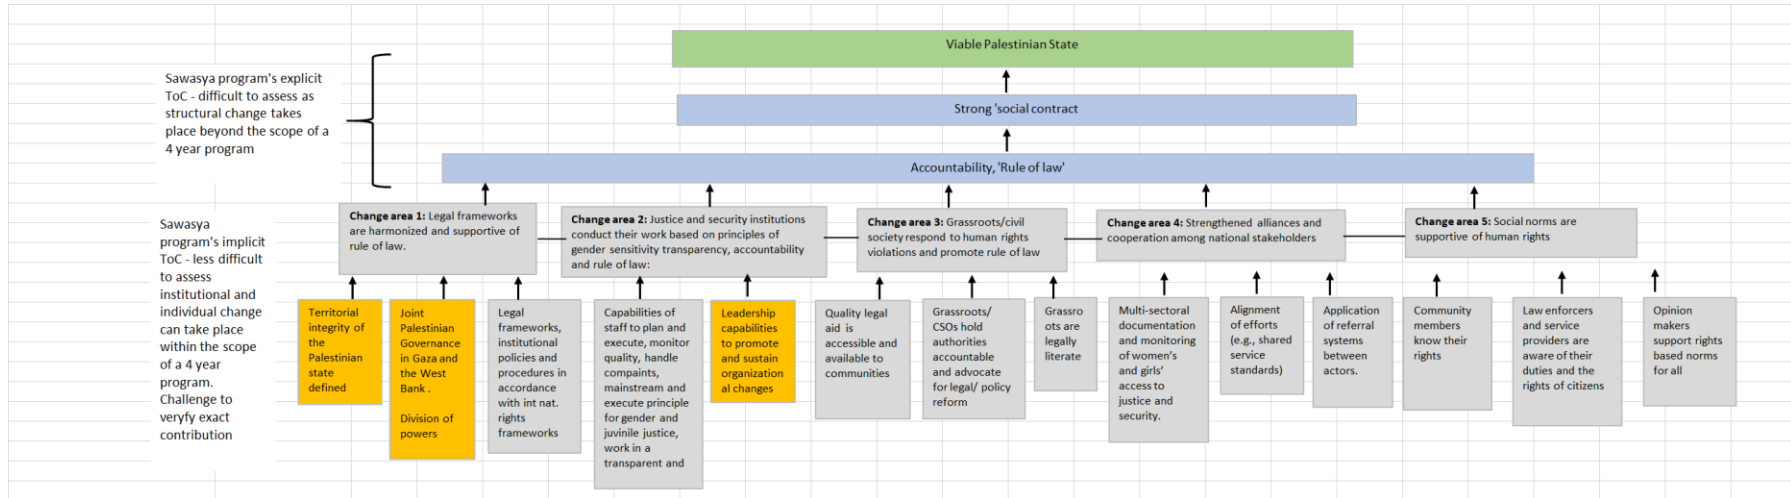 Viable Palestinian State
Sawasya program's explicit
ToC - difficult to assess as
structural change takes
place beyond the scope of a
4 year program
Strong 'social contract
Accountability, 'Rule of law'
Sawasya
program's implicit
ToC - less difficult
to assess
institutional and
individual change
can take place
within the scope
of a 4 year
program.
Challenge to
veryfy exact
contribution
Change area 1: Legal frameworks
are harmonized and supportive of
rule of law.
Change area 2: Justice and security institutions
conduct their work based on principles of
gender sensitivity transparency, accountability
and rule of law:
Change area 3: Grassroots/civil
society respond to human rights
violations and promote rule of law
Change area 4: Strengthened alliances and
cooperation among national stakeholders
Change area 5: Social norms are
supportive of human rights
Territorial
integrity of
the
Palestinian
state
defined
Joint
Palestinian
Governance
in Gaza and
the West
Bank .
Division of
powers
Legal
frameworks,
institutional
policies and
procedures in
accordance
with int nat.
rights
frameworks
Capabilities of
staff to plan and
execute, monitor
quality, handle
compaints,
mainstream and
execute principle
for gender and
juvinile justice,
work in a
transparent and
Leadership
capabilities
to promote
and sustain
organization
al changes
Quality legal
aid is
accessible and
available to
communities
Grassroots/
CSOs hold
authorities
accountable
and advocate
for legal/ policy
reform
Grassro
ots are
legally
literate
Multi-sectoral
documentation
and monitoring
of women's
and girls'
access to
justice and
security.
Alignment
of efforts
(e.g., shared
service
standards)
Application
of referral
systems
between
actors.
Community
members
know their
rights
Law enforcers
and service
providers are
aware of their
duties and the
rights of citizens
Opinion
makers
support rights
based norms
for all